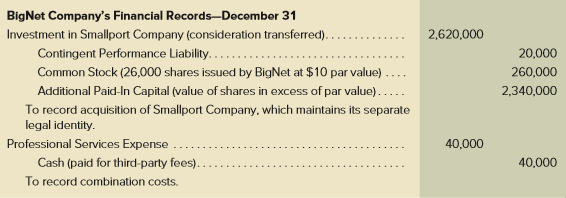 BigNet Company's Financial Records—December 31
Investment in Smallport Company (consideration transferred). . . . . . . . . . . . . . 2,620,000
Contingent Performance Liability. . . . . . . . . . . . . . . . . . . . . . . . . . . . . . . . . . . 20,000
Common Stock (26,000 shares issued by BigNet at $10 par value) . . . . 260,000
Additional Paid-In Capital (value of shares in excess of par value) . . . . . 2,340,000
To record acquisition of Smallport Company, which maintains its separate
legal identity.
Professional Services Expense . . . . . . . . . . . . . . . . . . . . . . . . . . . . . . . . . . . . . . . . 40,000
Cash (paid for third-party fees). . . . . . . . . . . . . . . . . . . . . . . . . . . . . . . . . . . . . 40,000
To record combination costs.